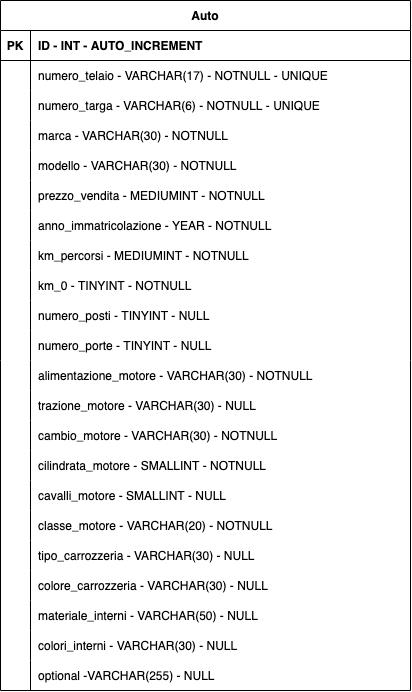 Auto
PK ID - INT - AUTO_INCREMENT
numero_telaio - VARCHAR(17) - NOTNULL - UNIQUE
numero_targa - VARCHAR(6) - NOTNULL - UNIQUE
marca - VARCHAR(30) - NOTNULL
modello - VARCHAR(30) - NOTNULL
prezzo_vendita - MEDIUMINT - NOTNULL
anno_immatricolazione - YEAR - NOTNULL
km_percorsi - MEDIUMINT - NOTNULL
km_0 - TINYINT - NOTNULL
numero_posti - TINYINT - NULL
numero_porte - TINYINT - NULL
alimentazione_motore - VARCHAR(30) - NOTNULL
trazione_motore - VARCHAR(30) - NULL
cambio_motore - VARCHAR(30) - NOTNULL
cilindrata_motore - SMALLINT - NOTNULL
cavalli_motore - SMALLINT - NULL
classe_motore - VARCHAR(20) - NOTNULL
tipo_carrozzeria - VARCHAR(30) - NULL
colore_carrozzeria - VARCHAR(30) - NULL
materiale_interni - VARCHAR(50) - NULL
colori_interni - VARCHAR(30) - NULL
optional -VARCHAR(255) - NULL